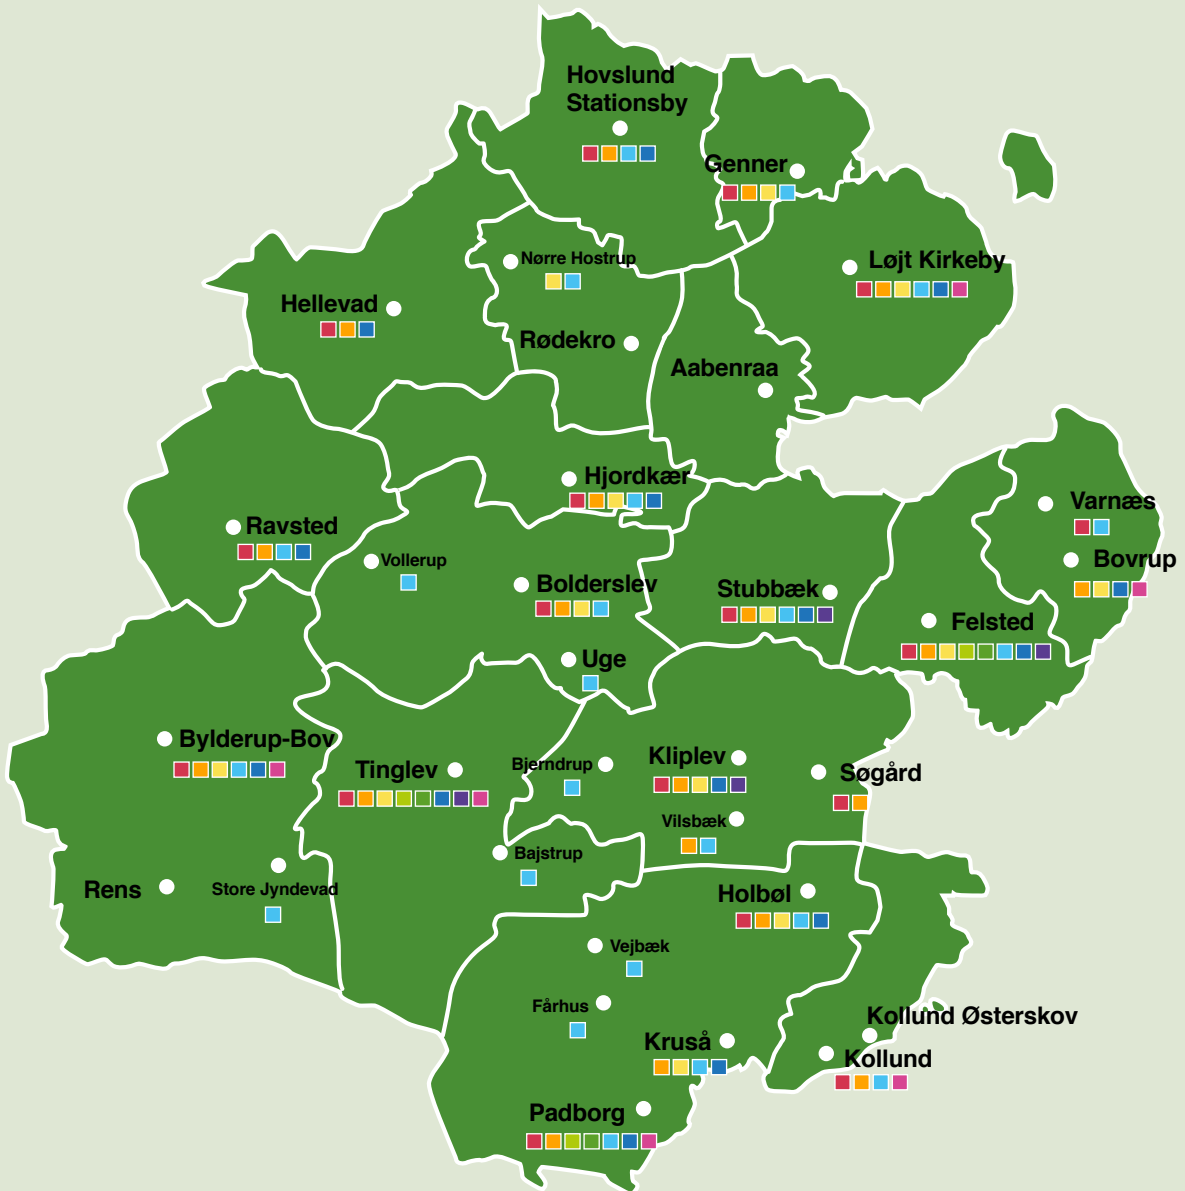 Hovslund
Stationsby
Genner
Nørre Hostrup
Løjt Kirkeby
Hellevad
Rødekro
Aabenraa
Hjordkær
Varnæs
Ravsted
Vollerup
Bovrup
Bolderslev
Stubbæk
Felsted
Uge
Bylderup-Bov
Tinglev
Bjerndrup
Kliplev
Søgård
Vilsbæk
Bajstrup
Rens
Store Jyndevad
Holbøl
Vejbæk
Fårhus
Kollund Østerskov
Kruså
Kollund
Padborg